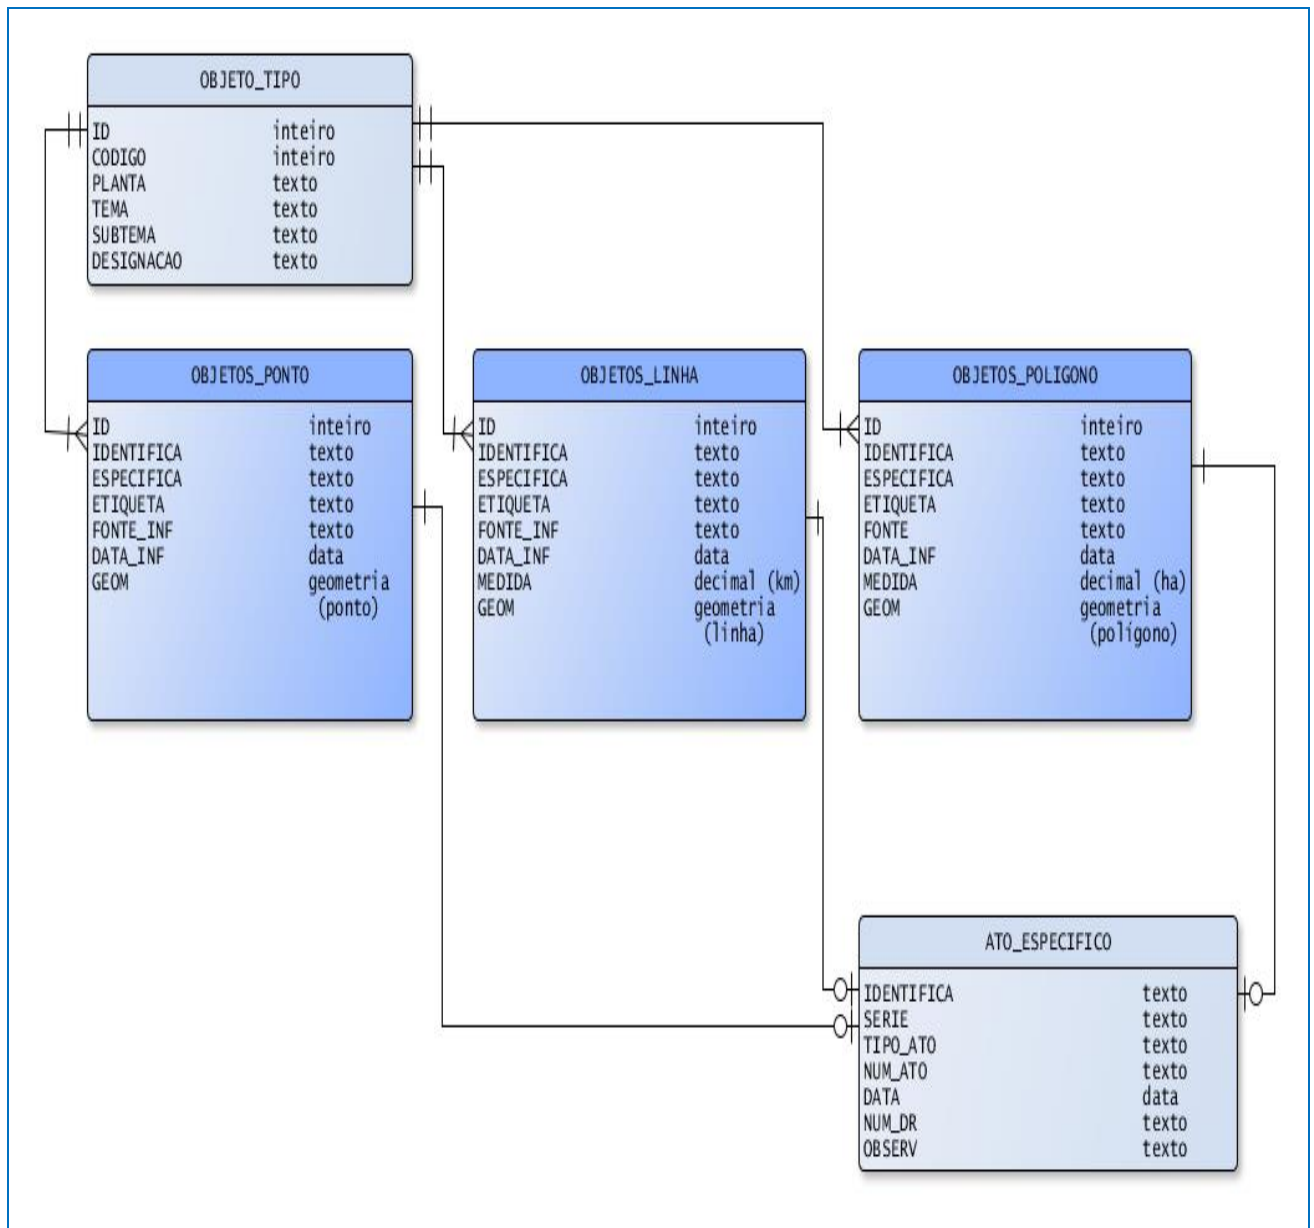 OBJETO_TIPO
ID inteiro
CODIGO inteiro
PLANTA texto
TEMA texto
SUBTEMA texto
DESIGNACAO texto
OBJETOS_PONTO
ID inteiro
IDENTIFICA texto
ESPECIFICA texto
ETIQUETA texto
FONTE_INF texto
DATA_INF data
GEOM geometria
(ponto)
OBJETOS_LINHA
ID inteiro
IDENTIFICA texto
ESPECIFICA texto
ETIQUETA texto
FONTE_INF texto
DATA_INF data
MEDIDA decimal (km)
GEOM geometria
(linha)
OBJETOS_POLIGONO
ID inteiro
IDENTIFICA texto
ESPECIFICA texto
ETIQUETA texto
FONTE texto
DATA_INF data
MEDIDA decimal (ha)
GEOM geometria
(polígono)
ATO_ESPECIFICO
IDENTIFICA texto
SERIE texto
TIPO_ATO texto
NUM_ATO texto
DATA data
NUM_DR texto
OBSERV texto